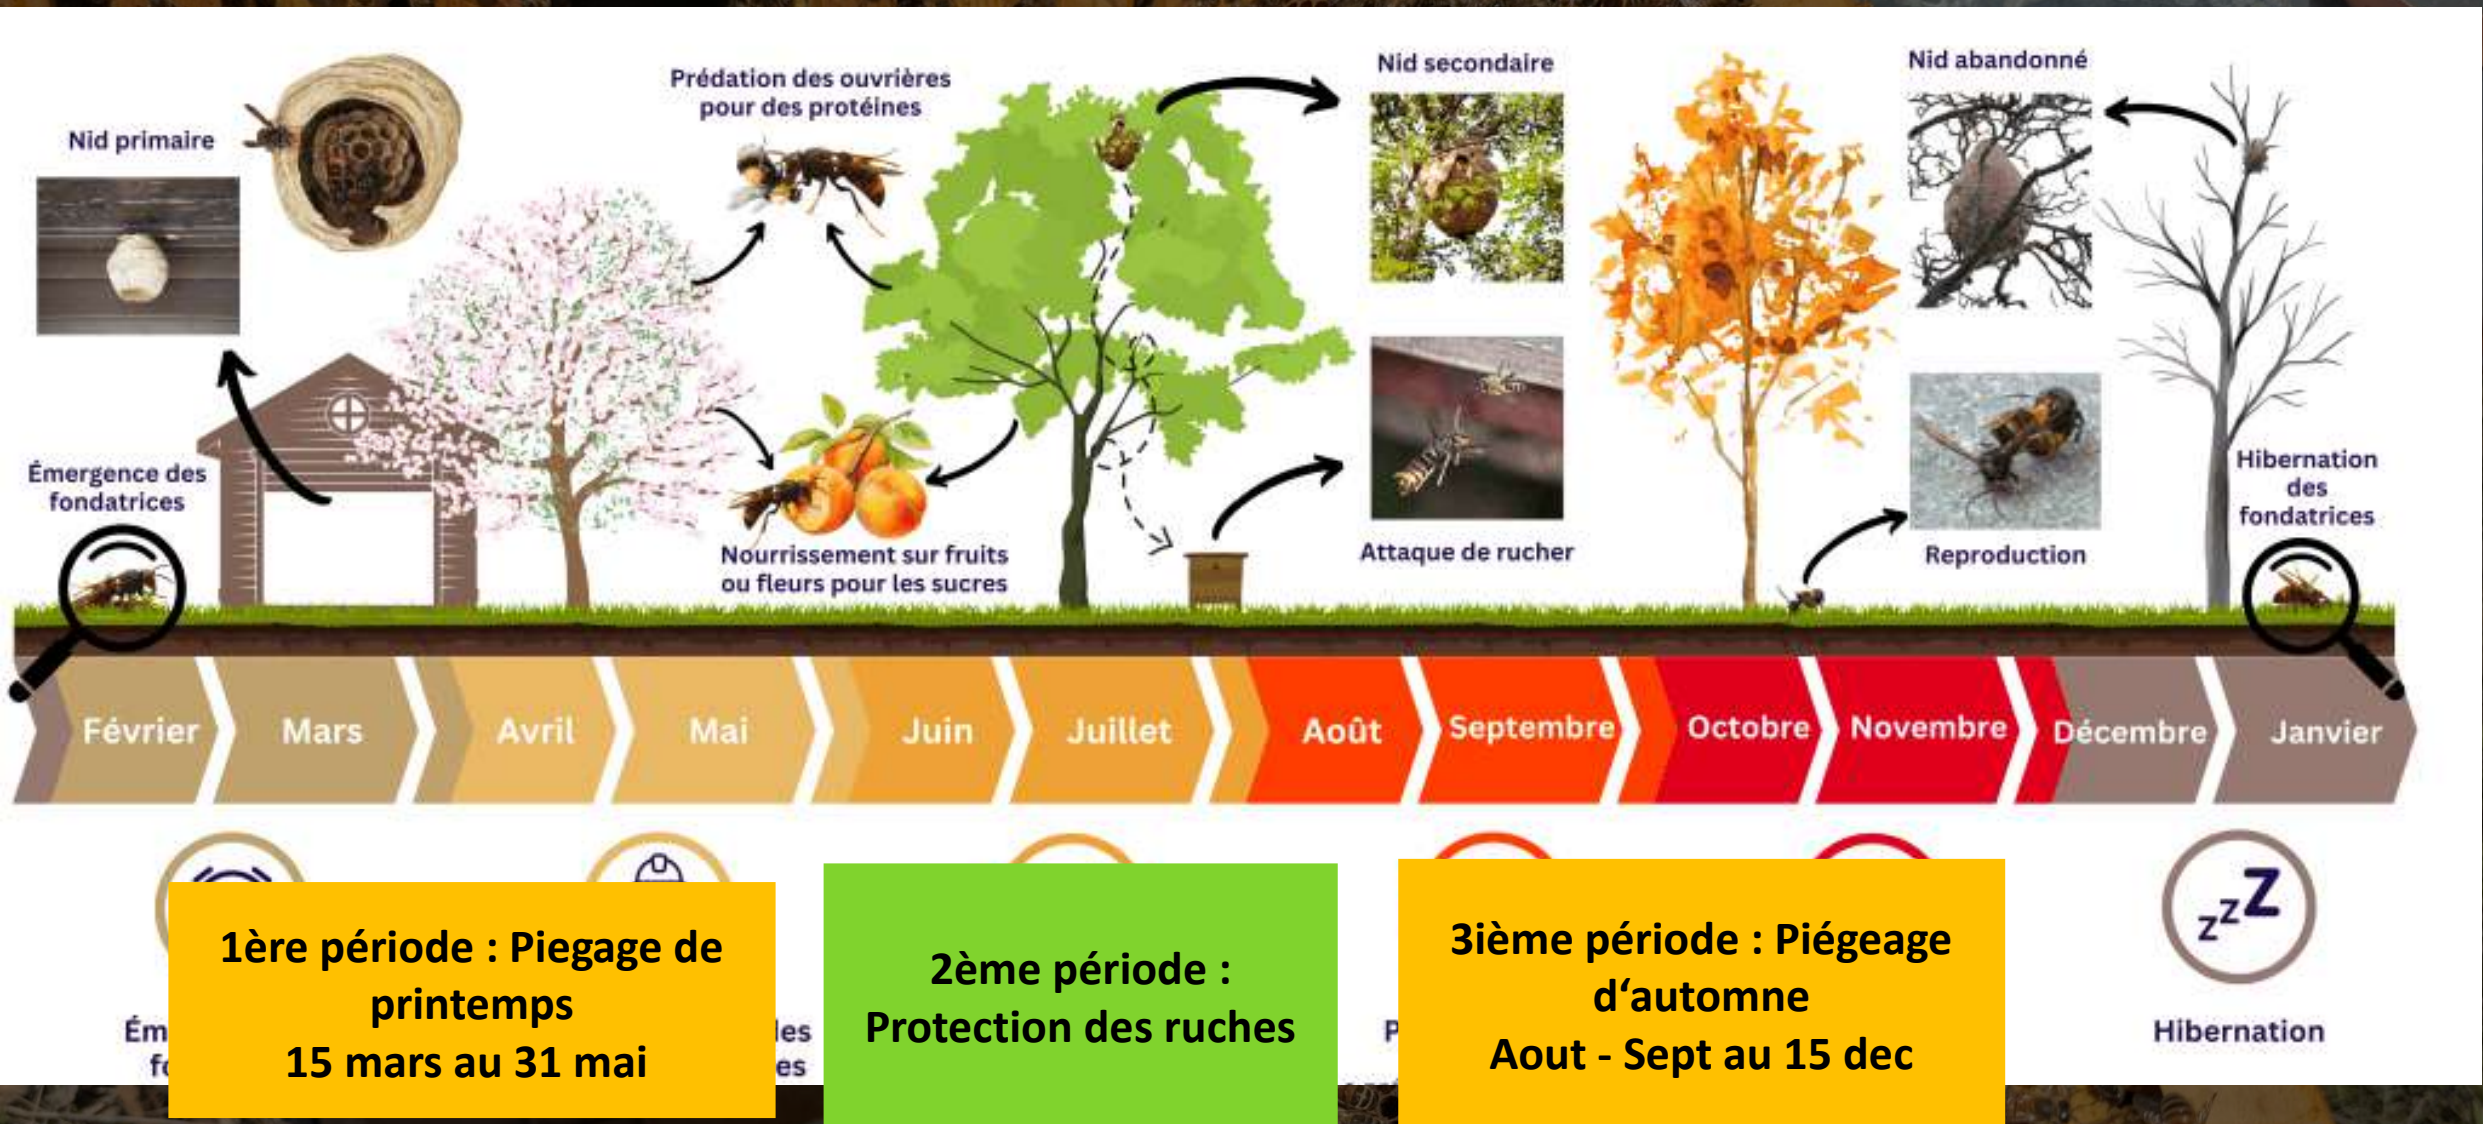 Nid primaire
Prédation des ouvrières
pour des protéines
Nid secondaire
Nid abandonné
Émergence des
fondatrices
Nourrissement sur fruits
ou fleurs pour les sucres
Attaque de rucher
Reproduction
Hibernation
des
fondatrices
Février
Mars
Avril
Mai
Juin
Juillet
Août
Septembre
Octobre
Novembre
Décembre
Janvier
1ère période : Piegage de
printemps
15 mars au 31 mai
2ème période :
Protection des ruches
3ième période : Piégeage
d‘automne
Aout - Sept au 15 dec
zzZ
Hibernation